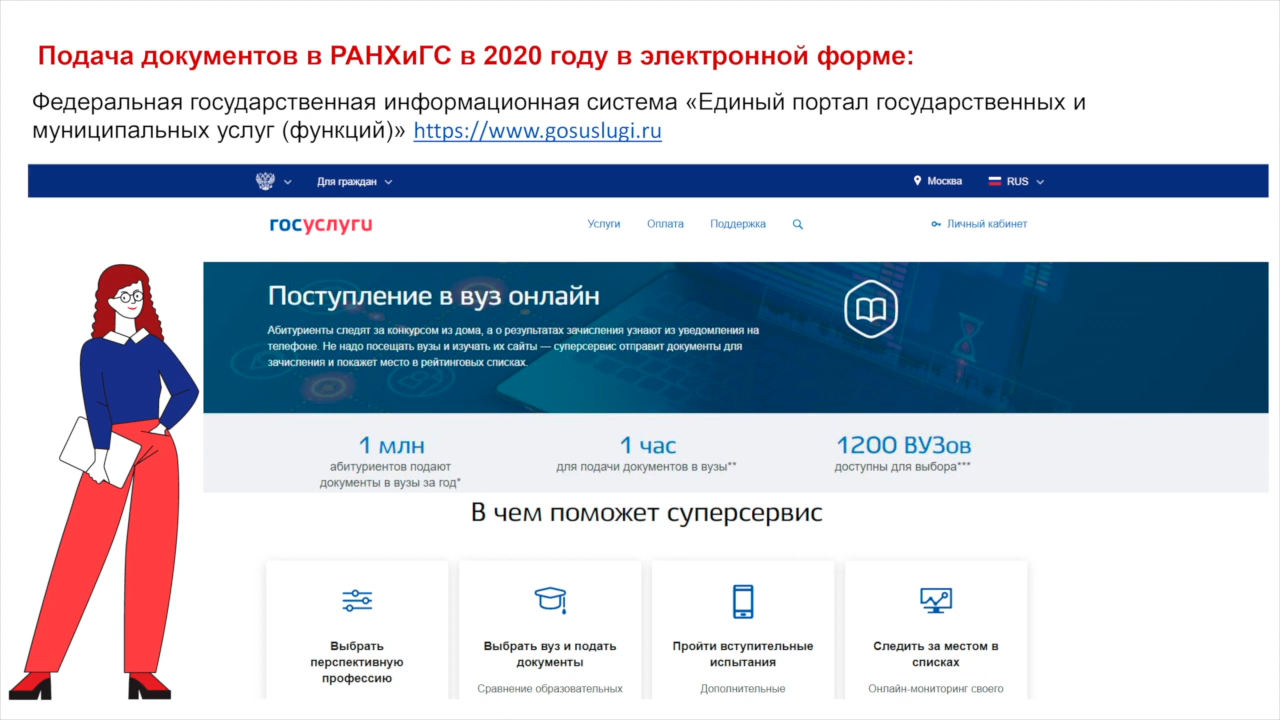 Подача документов в РАНХиГС в 2020 году в электронной форме:
Федеральная государственная информационная система «Единый портал государственных и
муниципальных услуг (функций)» https://www.gosuslugi.ru
Для граждан
Москва
RUS
госуслуги
Услуги
Оплата
Поддержка
Личный кабинет
Поступление в вуз онлайн
Абитуриенты следят за конкурсом из дома, а о результатах зачисления узнают из уведомления на
телефоне. Не надо посещать вузы и изучать их сайты — суперсервис отправит документы для
зачисления и покажет место в рейтинговых списках.
1 млн
абитуриентов подают
документы в вузы за год*
1 час
для подачи документов в вузы**
1200 ВУЗов
доступны для выбора***
В чем поможет суперсервис
Выбрать
перспективную
профессию
Выбрать вуз и подать
документы
Сравнение образовательных
Пройти вступительные
испытания
Дополнительные
Следить за местом в
списках
Онлайн-мониторинг своего